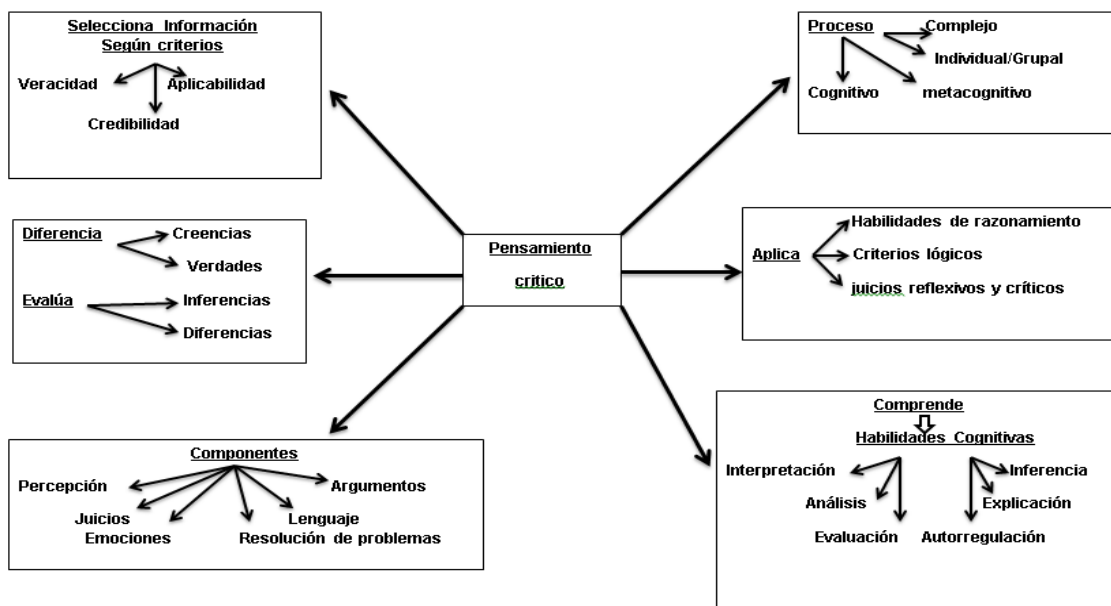 Selecciona Información
Según criterios
Veracidad
Aplicabilidad
Credibilidad
Proceso
Complejo
Individual/Grupal
Cognitivo
metacognitivo
Diferencia
Creencias
Verdades
Evalúa
Inferencias
Diferencias
Pensamiento
critico
Aplica
Habilidades de razonamiento
Criterios lógicos
juicios reflexivos y críticos
Componentes
Percepción
Argumentos
Juicios
Lenguaje
Emociones
Resolución de problemas
Comprende
Habilidades Cognitivas
Interpretación
Inferencia
Análisis
Explicación
Evaluación
Autorregulación